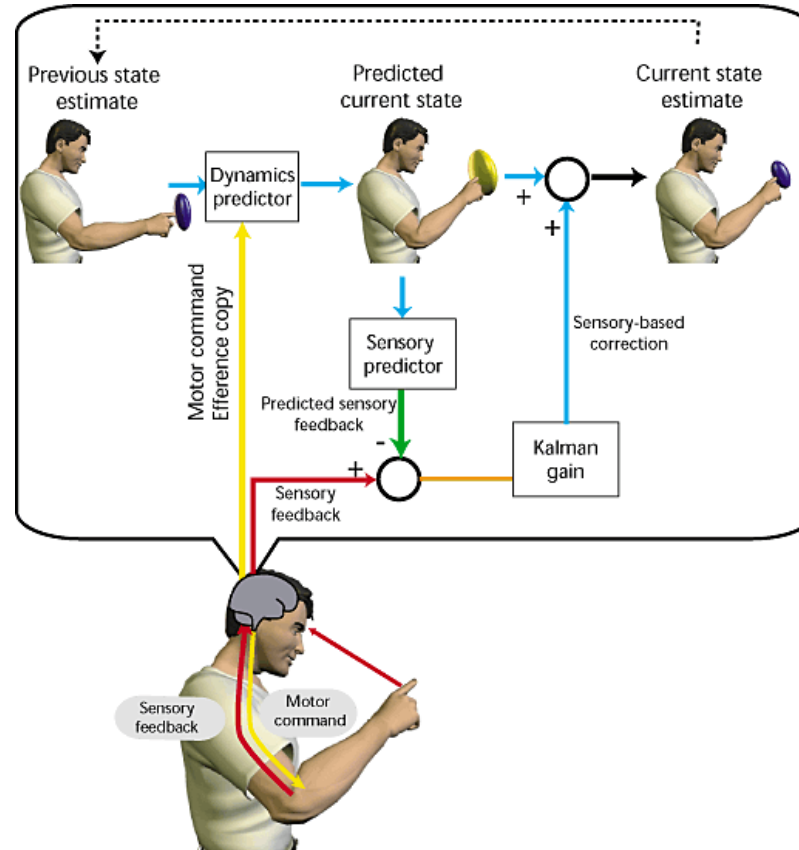 Previous state
estimate
Predicted
current state
Current state
estimate
Dynamics
predictor
+
+
Motor command
Efference copy
Sensory
predictor
Sensory-based
correction
Predicted sensory
feedback
-
+
Kalman
gain
Sensory
feedback
Sensory
feedback
Motor
command